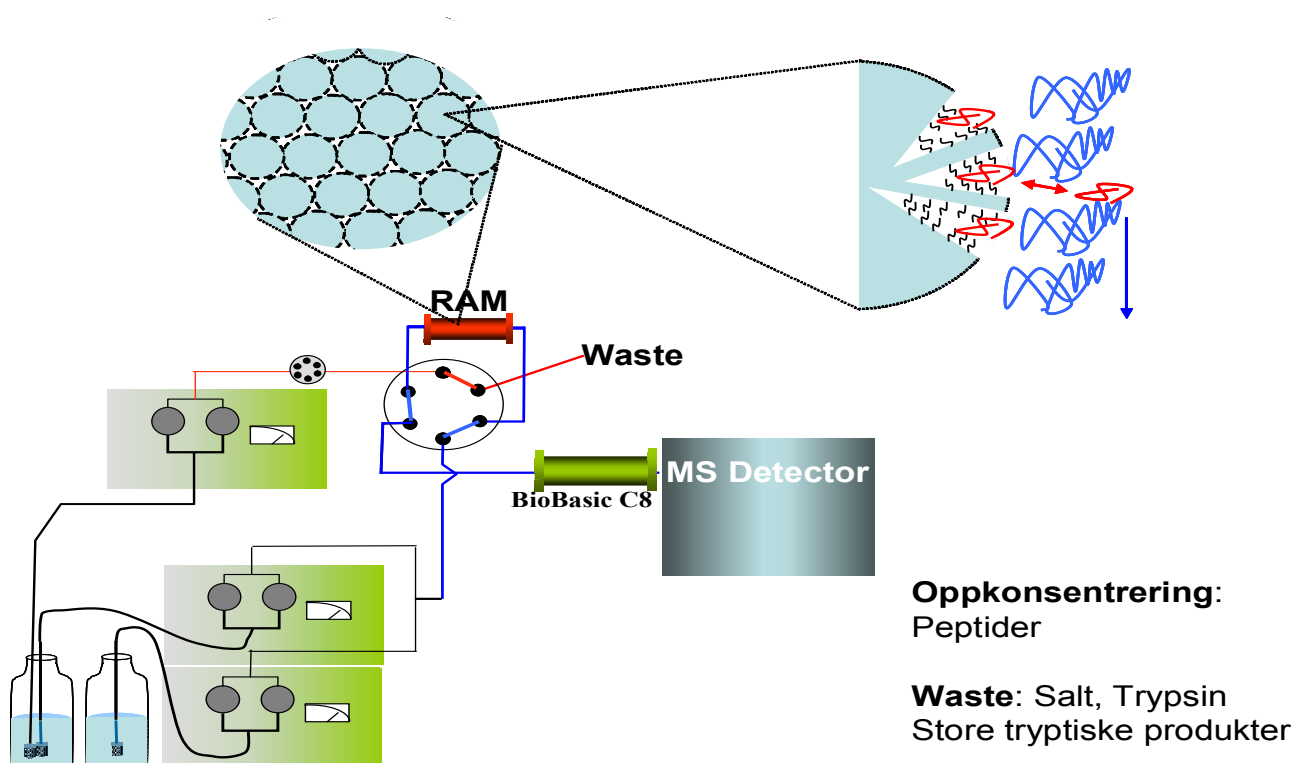 RAM
Waste
MS Detector
BioBasic C8
Oppkonsentrering:
Peptider
Waste: Salt, Trypsin
Store tryptiske produkter